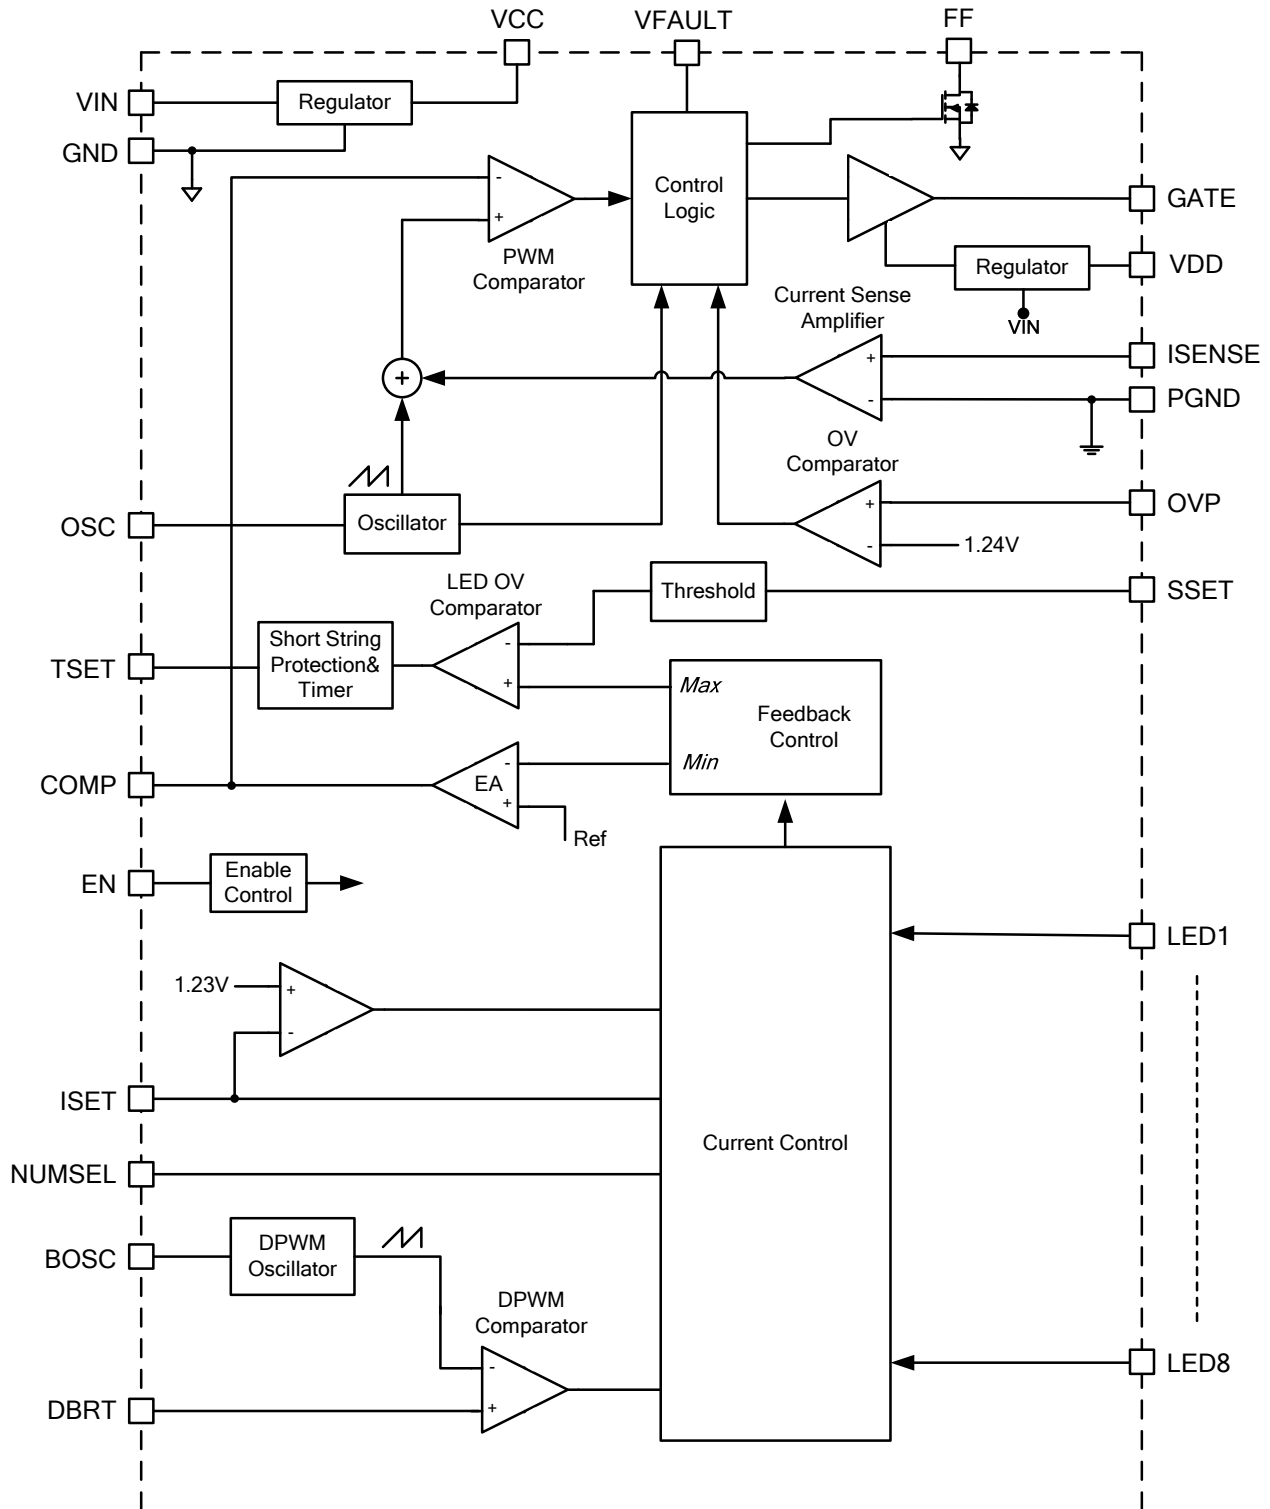 VCC
VFAULT
FF
VIN
Regulator
GND
-
+
PWM
Comparator
Control
Logic
GATE
Regulator
VDD
VIN
Current Sense
Amplifier
+
-
ISENSE
PGND
+
OV
Comparator
+
-
1.24V
OVP
OSC
Oscillator
LED OV
Comparator
-
+
Threshold
SSET
TSET
Short String
Protection&
Timer
Max
Min
Feedback
Control
COMP
EA
-
+
Ref
EN
Enable
Control
LED1
1.23V
+
-
ISET
Current Control
NUMSEL
BOSC
DPWM
Oscillator
DPWM
Comparator
-
+
LED8
DBRT